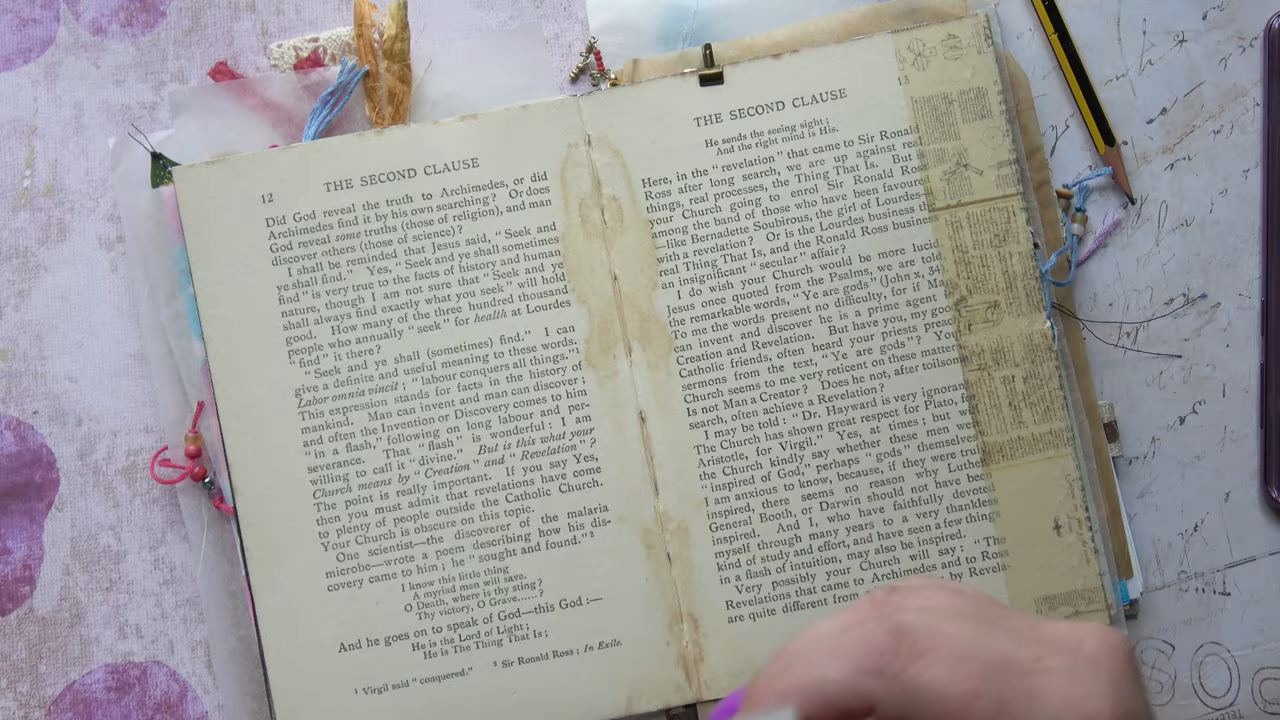 12
THE SECOND CLAUSE
Did God reveal the truth to Archimedes, or did
Archimedes find it by his own searching? Or does
God reveal some truths (those of religion), and man
discover others (those of science)?
I shall be reminded that Jesus said, “Seek and
ye shall find.” Yes, “Seek and ye shall sometimes
find” is very true to the facts of history and human
nature, though I am not sure that “Seek and ye
shall always find exactly what you seek” will hold
good. How many of the three hundred thousand
people who annually “seek” for health at Lourdes
“find” it there?
“Seek and ye shall (sometimes) find.” I can
give a definite and useful meaning to these words.
Labor omnia vincit; “labour conquers all things.”1
This expression stands for facts in the history of
mankind. Man can invent and man can discover;
and often the Invention or Discovery comes to him
“in a flash,” following on long labour and per-
severance. That “flash” is wonderful: I am
willing to call it “divine.” But is this what your
Church means by “Creation” and “Revelation”?
The point is really important. If you say Yes,
then you must admit that revelations have come
to plenty of people outside the Catholic Church.
Your Church is obscure on this topic.
One scientist—the discoverer of the malaria
microbe—wrote a poem describing how his dis-
covery came to him; he “sought and found.”2
I know this little thing
A myriad men will save.
O Death, where is thy sting?
Thy victory, O Grave......?
And he goes on to speak of God—this God:—
He is the Lord of Light;
He is The Thing That Is;
1 Virgil said “conquered.” 2 Sir Ronald Ross; In Exile.
THE SECOND CLAUSE
13
He sends the seeing sight;
And the right mind is His.
Here, in the “revelation” that came to Sir Ronald
Ross after long search, we are up against
things, real processes, the Thing That Is. But
your Church going to enrol Sir Ronald Ross
among the band of those who have been
—like Bernadette Soubirous, the girl of Lourdes—
with a revelation? Or is the Lourdes business
real Thing That Is, and the Ronald Ross business
an insignificant “secular” affair?
I do wish your Church would be more
Jesus once quoted from the Psalms, we are told
the remarkable words, “Ye are gods” (John x, 34)
To me the words present no difficulty, for if
can invent and discover he is a prime agent
Creation and Revelation. But have you, my
Catholic friends, often heard your priests
sermons from the text, “Ye are gods”?
Church seems to me very reticent on these
Is not Man a Creator? Does he not, after toilsome
search, often achieve a Revelation?
I may be told: “Dr. Hayward is very
The Church has shown great respect for Plato,
Aristotle, for Virgil.” Yes, at times; but
the Church kindly say whether these men
“inspired of God,” perhaps “gods” themselves
I am anxious to know, because, if they were
inspired, there seems no reason why
General Booth, or Darwin should not have been
inspired. And I, who have faithfully devoted
myself through many years to a very thankless
kind of study and effort, and have seen a few things
in a flash of intuition, may also be inspired.
Very possibly your Church will say: “The
Revelations that came to Archimedes and to Ross
are quite different from by